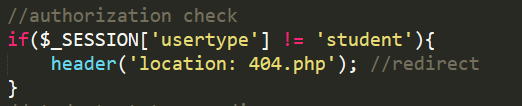 //authorization check
if($_SESSION['usertype'] != 'student'){
    header('location: 404.php'); //redirect
}